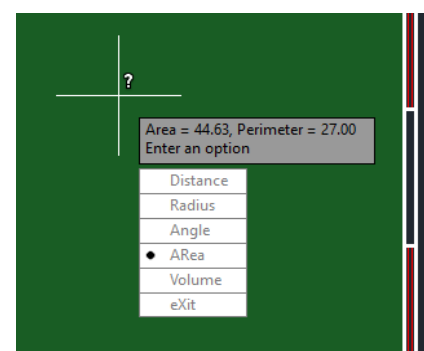 ?
Area = 44.63, Perimeter = 27.00
Enter an option
Distance
Radius
Angle
ARea
Volume
eXit